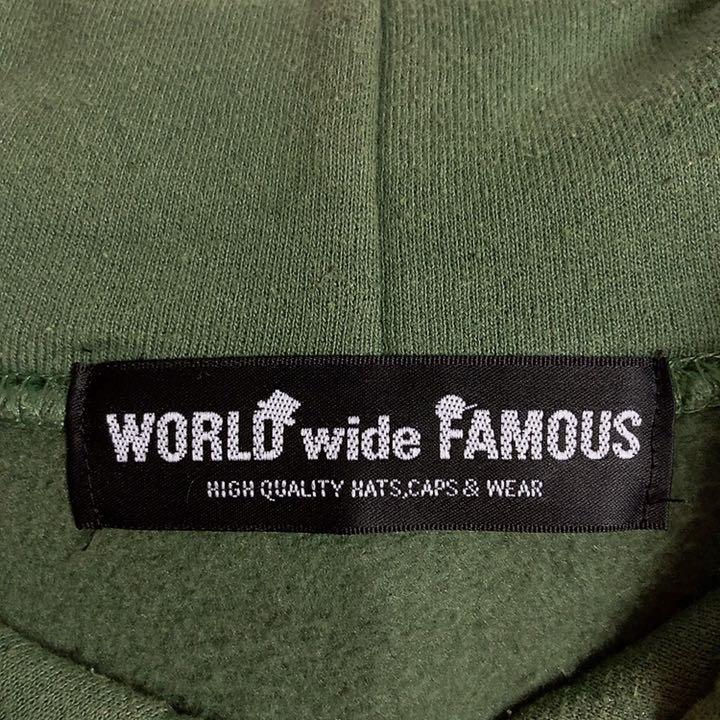 WORLD wide FAMOUS
HIGH QUALITY HATS,CAPS & WEAR